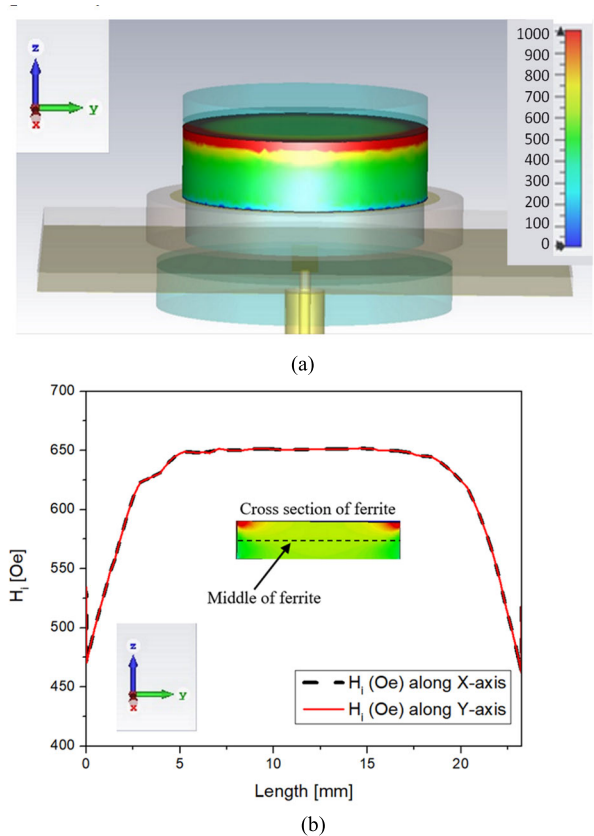 z
y
x
1000
900
800
700
600
500
400
300
200
100
0
(a)
700
650
600
550
500
450
400
H_i [Oe]
Cross section of ferrite
Middle of ferrite
z
y
x
H_i (Oe) along X-axis
H_i (Oe) along Y-axis
0
5
10
15
20
Length [mm]
(b)